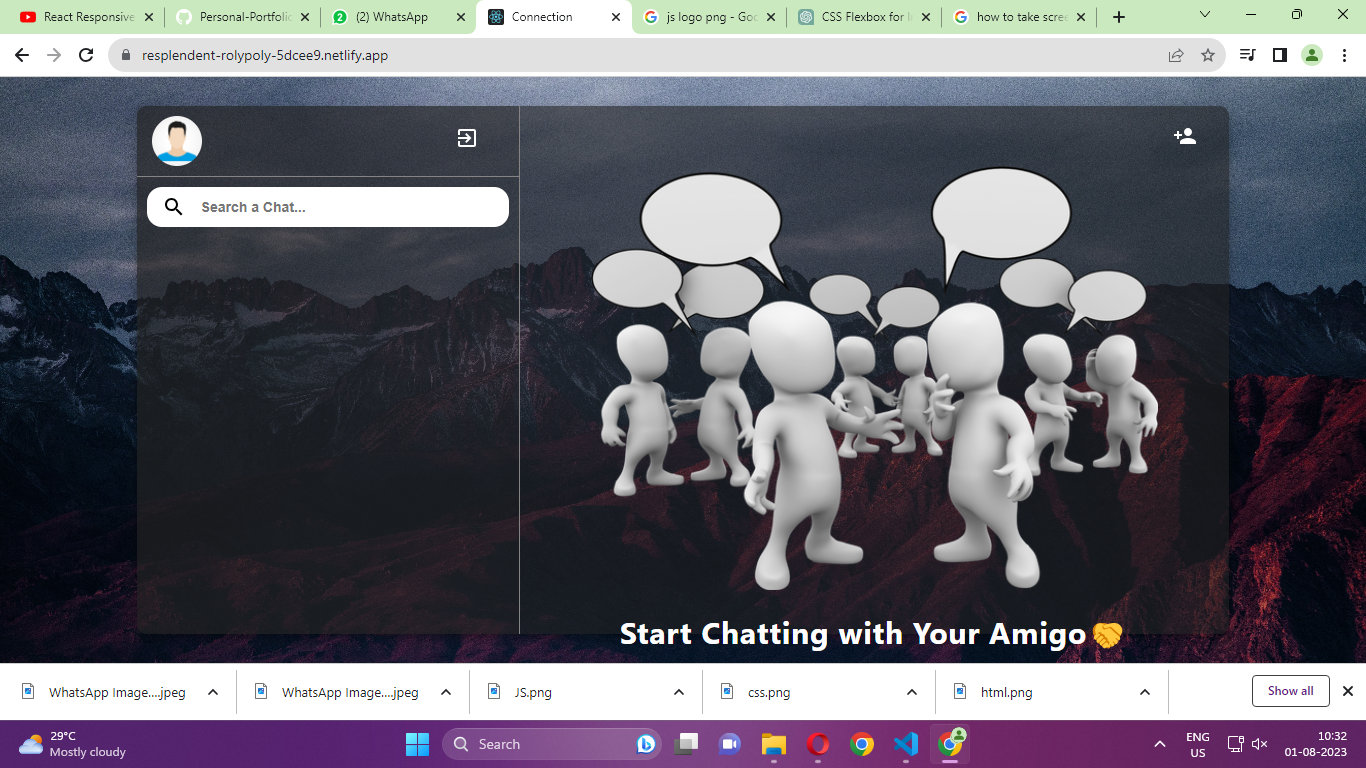 React Responsive
Personal-Portfolio
(2) WhatsApp
Connection
js logo png - Goo
CSS Flexbox for I
how to take scree
resplendent-rolypoly-5dcee9.netlify.app
Search a Chat...
Start Chatting with Your Amigo🤝
WhatsApp Image....jpeg
WhatsApp Image....jpeg
JS.png
css.png
html.png
Show all
29°C
Mostly cloudy
Search
ENG
US
10:32
01-08-2023